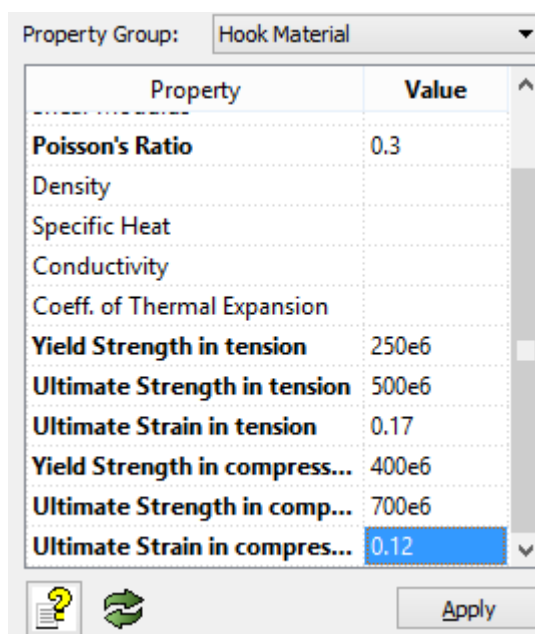 Property Group: Hook Material
Property Value
Poisson's Ratio 0.3
Density
Specific Heat
Conductivity
Coeff. of Thermal Expansion
Yield Strength in tension 250e6
Ultimate Strength in tension 500e6
Ultimate Strain in tension 0.17
Yield Strength in compress... 400e6
Ultimate Strength in comp... 700e6
Ultimate Strain in compres... 0.12
Apply